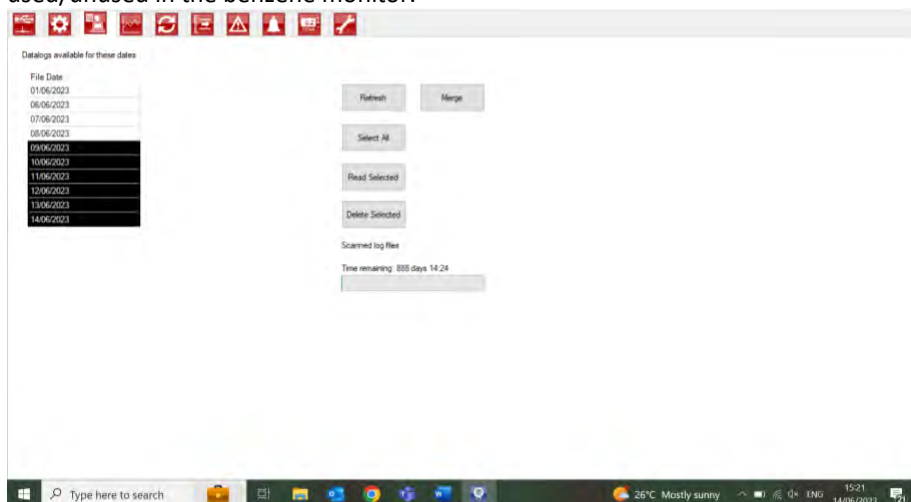 used/unused in the benzene monitor.
Datalogs available for these dates
File Date
01/06/2023
06/06/2023
07/06/2023
08/06/2023
09/06/2023
10/06/2023
11/06/2023
12/06/2023
13/06/2023
14/06/2023
Refresh
Merge
Select All
Read Selected
Delete Selected
Scanned log files
Time remaining: 888 days 14:24
Type here to search
26°C Mostly sunny
ENG
15:21
14/06/2023
21